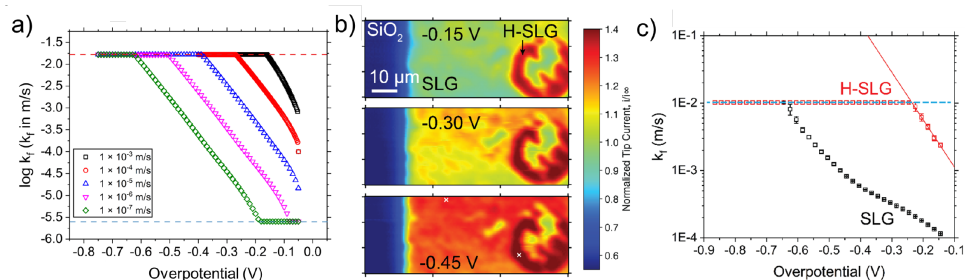 a)
log kf (kf in m/s)
-1.5
-2.0
-2.5
-3.0
-3.5
-4.0
-4.5
-5.0
-5.5
-6.0
1 × 10⁻³ m/s
1 × 10⁻⁴ m/s
1 × 10⁻⁵ m/s
1 × 10⁻⁶ m/s
1 × 10⁻⁷ m/s
-0.8 -0.7 -0.6 -0.5 -0.4 -0.3 -0.2 -0.1 0.0
Overpotential (V)
b)
SiO₂
-0.15 V
H-SLG
10 µm
SLG
-0.30 V
-0.45 V
1.4
1.3
1.2
1.1
1.0
0.9
0.8
0.7
0.6
Normalized Tip Current, i/i∞
c)
kf (m/s)
1E-1
1E-2
1E-3
1E-4
H-SLG
SLG
-0.9 -0.8 -0.7 -0.6 -0.5 -0.4 -0.3 -0.2 -0.1
Overpotential (V)